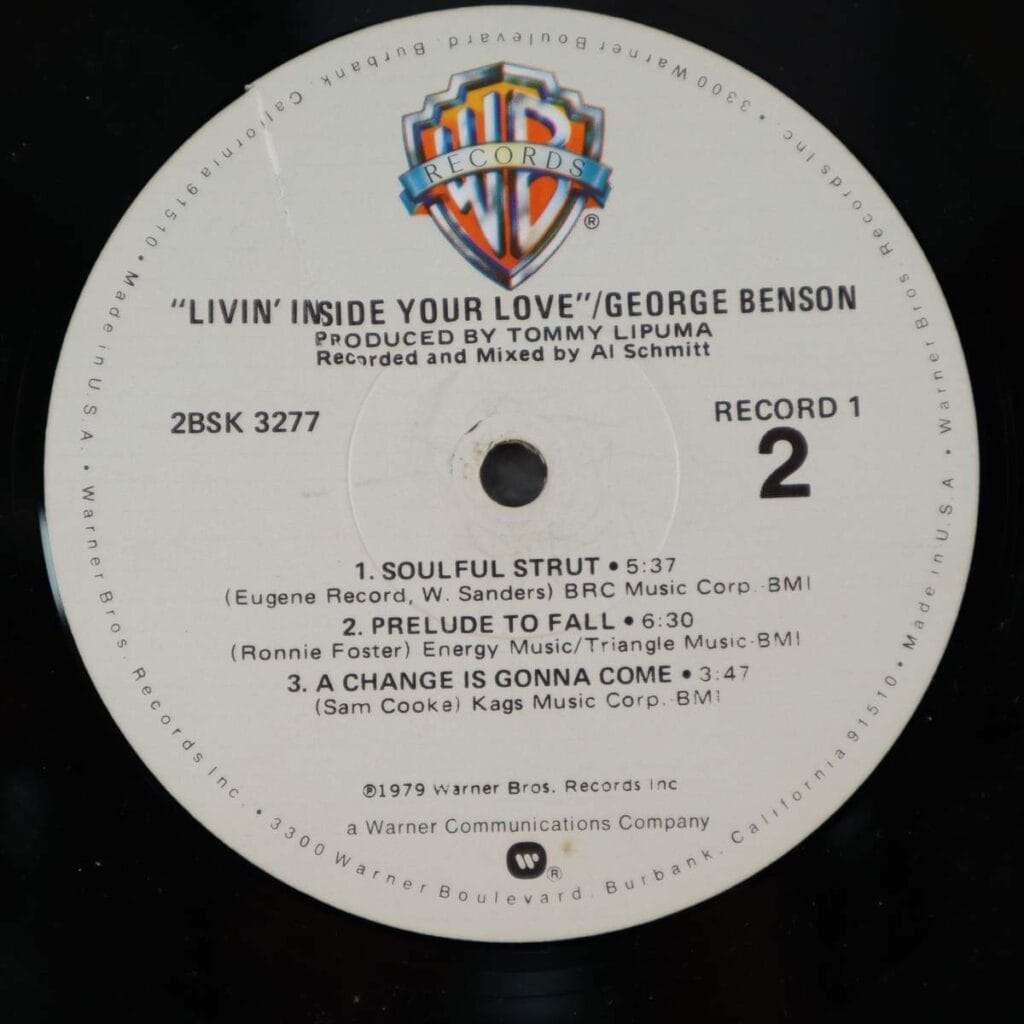 WB
RECORDS
®
"LIVIN' INSIDE YOUR LOVE"/GEORGE BENSON
PRODUCED BY TOMMY LIPUMA
Recorded and Mixed by Al Schmitt
2BSK 3277
RECORD 1
2
1. SOULFUL STRUT • 5:37
(Eugene Record, W. Sanders) BRC Music Corp.-BMI
2. PRELUDE TO FALL • 6:30
(Ronnie Foster) Energy Music/Triangle Music-BMI
3. A CHANGE IS GONNA COME • 3:47
(Sam Cooke) Kags Music Corp.-BMI
℗1979 Warner Bros. Records Inc
a Warner Communications Company
W®
Warner Bros. Records Inc. • 3300 Warner Boulevard. Burbank. California 91510 • Made in U.S.A. • Warner Bros. Records Inc. • 3300 Warner Boulevard. Burbank. California 91510 • Made in U.S.A •